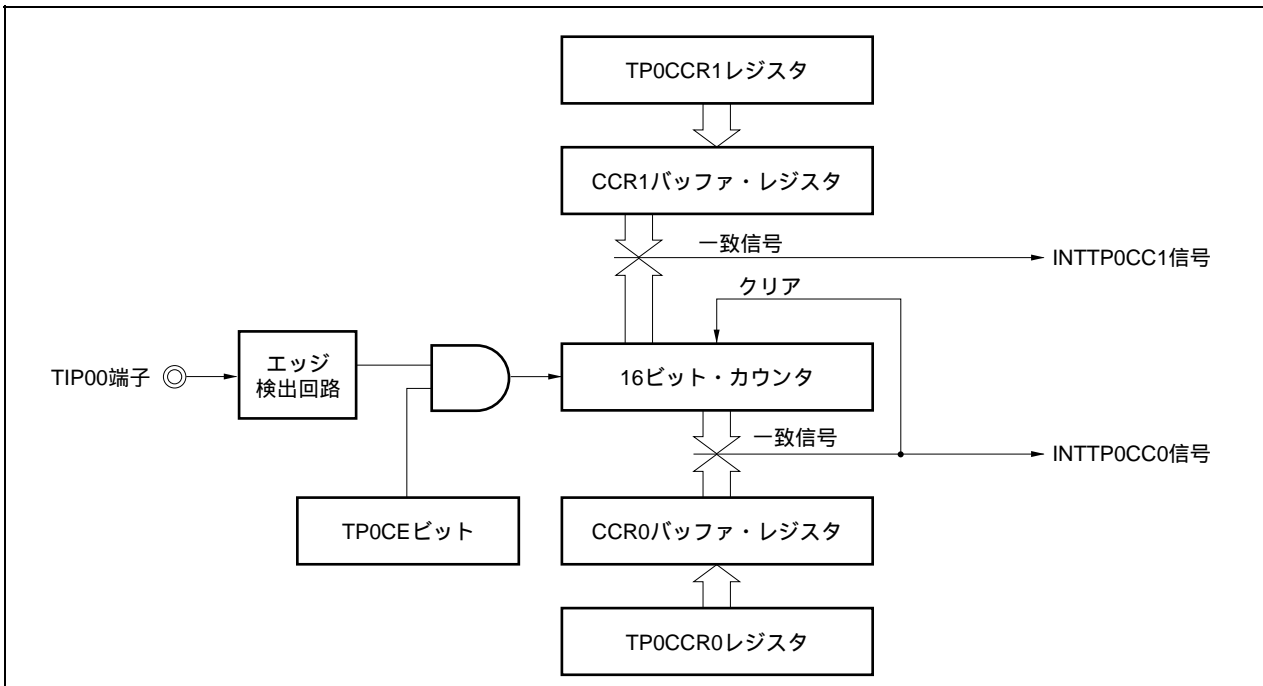 TP0CCR1レジスタ
CCR1バッファ・レジスタ
一致信号
INTTP0CC1信号
クリア
TIP00端子
エッジ
検出回路
16ビット・カウンタ
一致信号
INTTP0CC0信号
TP0CEビット
CCR0バッファ・レジスタ
TP0CCR0レジスタ